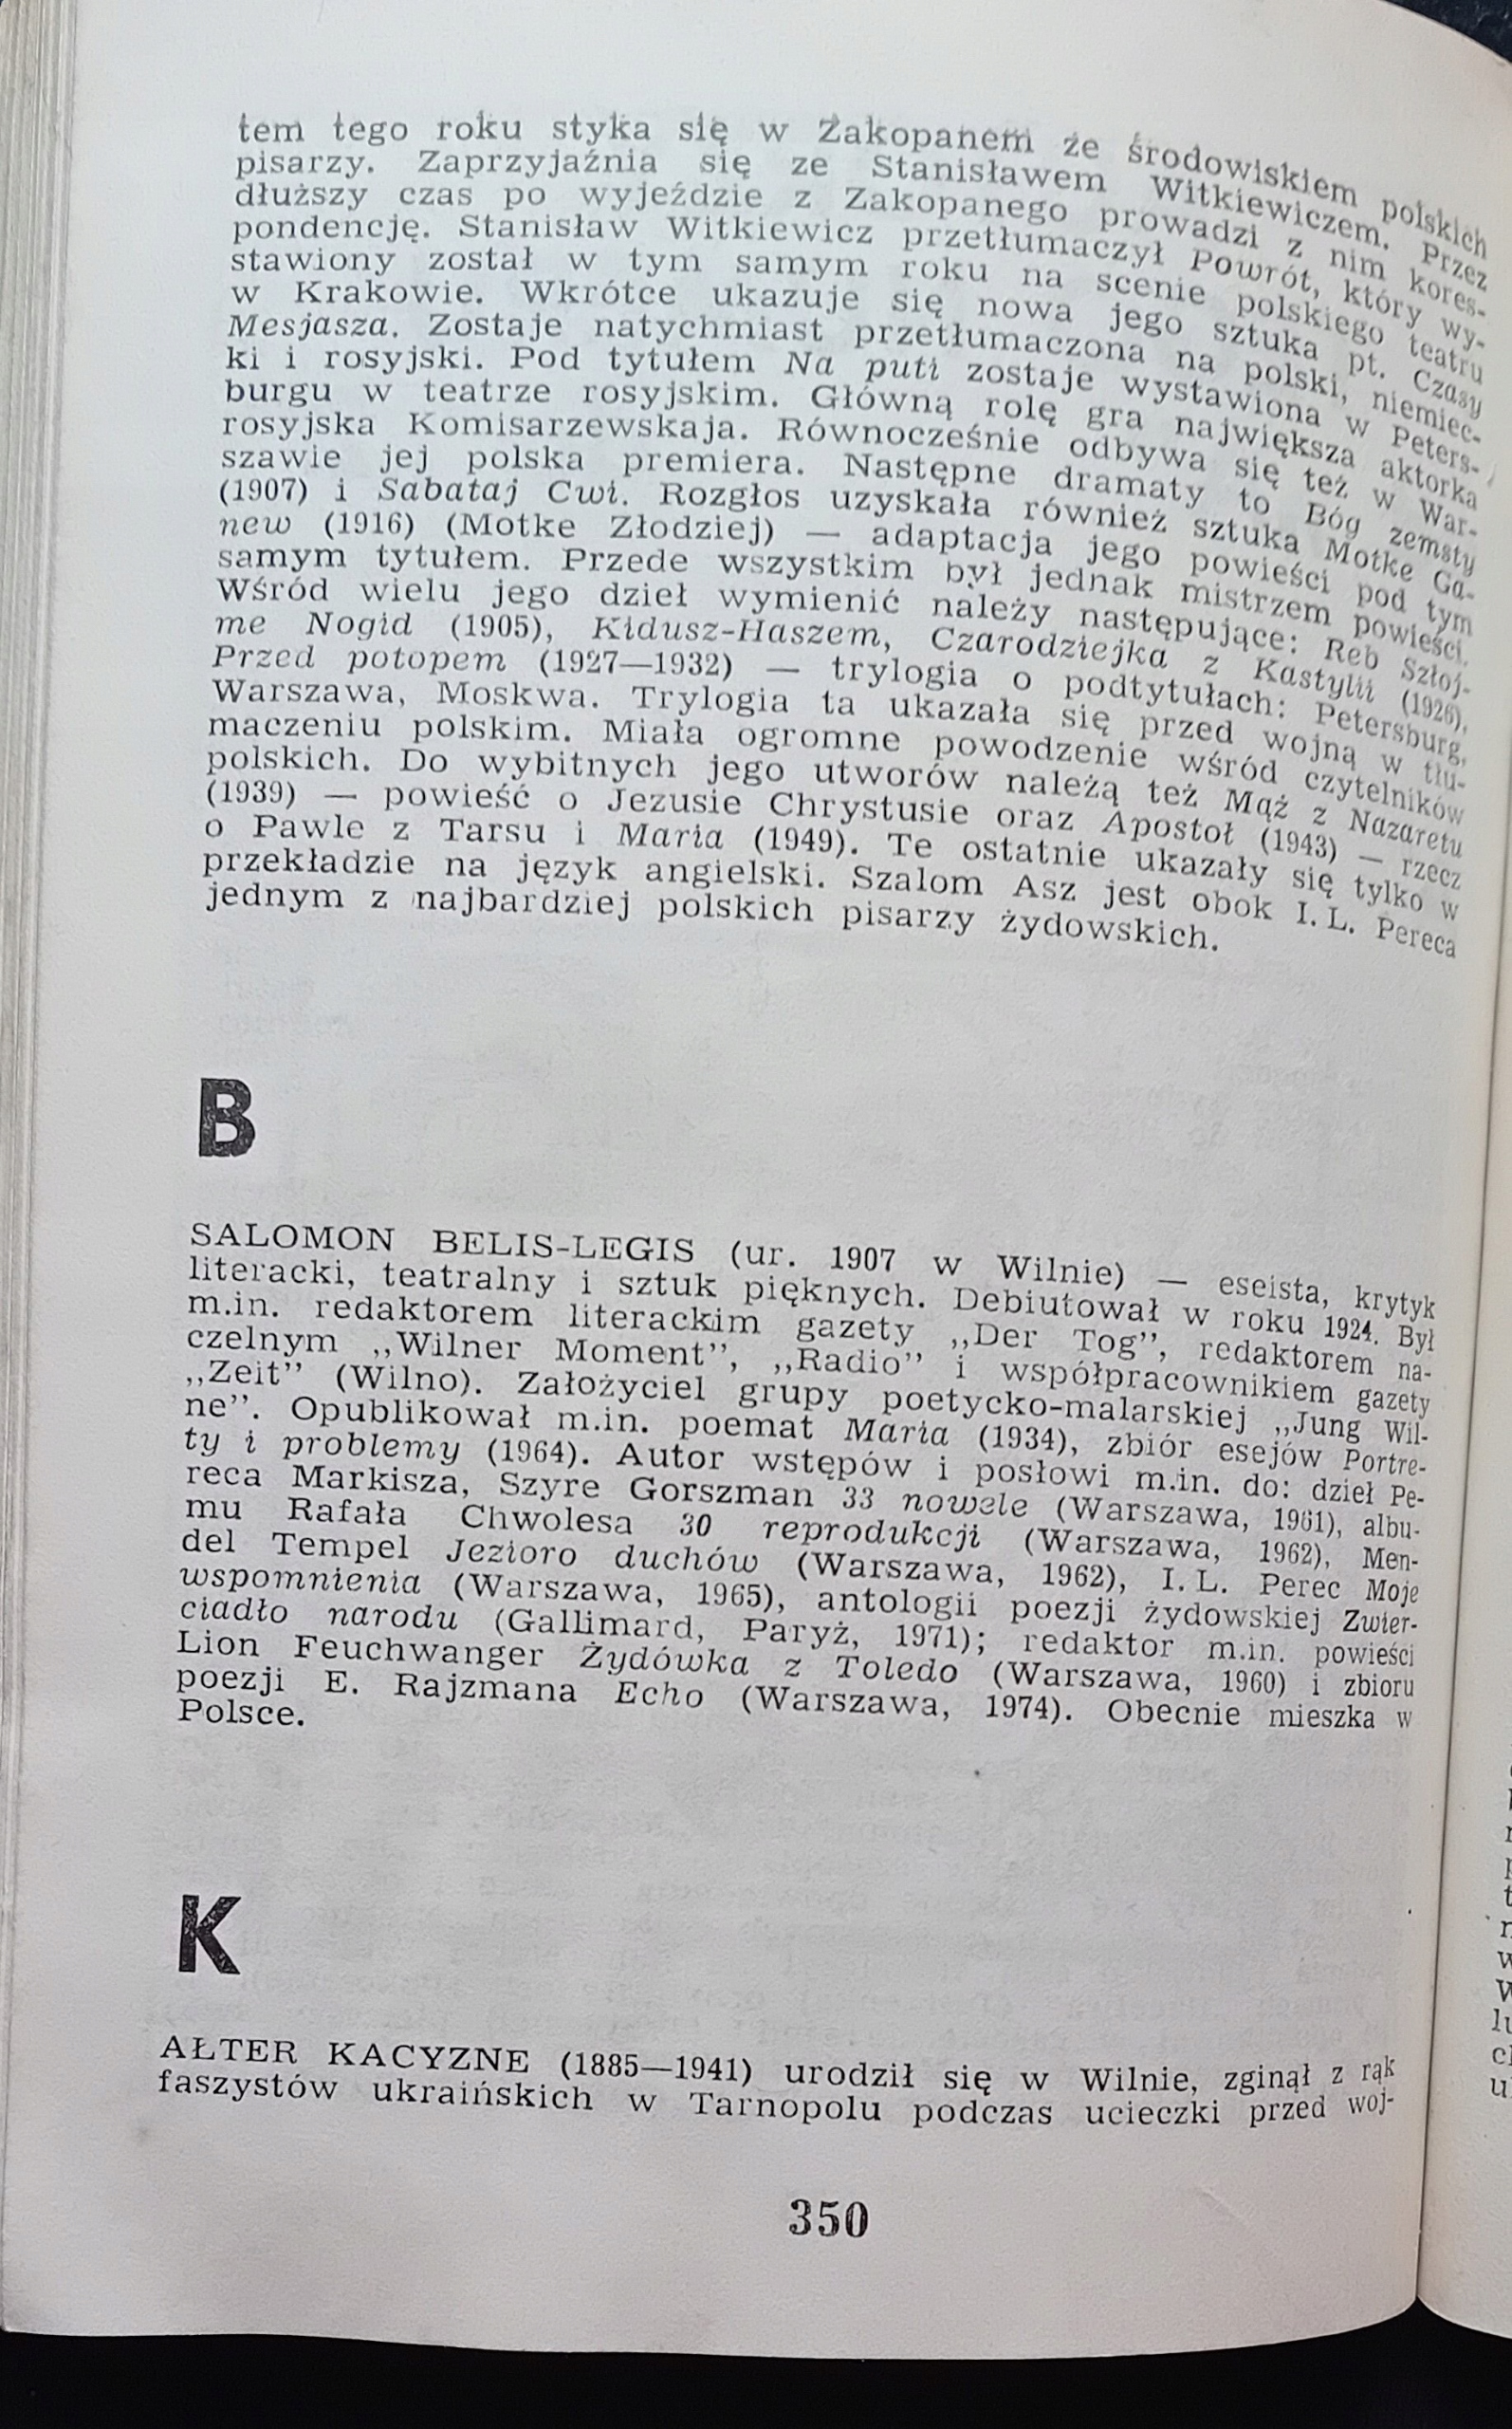 tem tego roku styka się w Zakopanem ze środowiskiem polskich
pisarzy. Zaprzyjaźnia się ze Stanisławem Witkiewiczem. Przez
dłuższy czas po wyjeździe z Zakopanego prowadzi z nim kores-
pondencję. Stanisław Witkiewicz przetłumaczył Powrót, który wy-
stawiony został w tym samym roku na scenie polskiego teatru
w Krakowie. Wkrótce ukazuje się nowa jego sztuka pt. Czasy
Mesjasza. Zostaje natychmiast przetłumaczona na polski, niemiec-
ki i rosyjski. Pod tytułem Na puti zostaje wystawiona w Peters-
burgu w teatrze rosyjskim. Główną rolę gra największa aktorka
rosyjska Komisarzewskaja. Równocześnie odbywa się też w War-
szawie jej polska premiera. Następne dramaty to Bóg zemsty
(1907) i Sabataj Cwi. Rozgłos uzyskała również sztuka Motke Ga-
new (1916) (Motke Złodziej) — adaptacja jego powieści pod tym
samym tytułem. Przede wszystkim był jednak mistrzem powieści.
Wśród wielu jego dzieł wymienić należy następujące: Reb Szloj-
me Nogid (1905), Kidusz-Haszem, Czarodziejka z Kastylii (1926),
Przed potopem (1927—1932) — trylogia o podtytułach: Petersburg,
Warszawa, Moskwa. Trylogia ta ukazała się przed wojną w tłu-
maczeniu polskim. Miała ogromne powodzenie wśród czytelników
polskich. Do wybitnych jego utworów należą też Mąż z Nazaretu
(1939) — powieść o Jezusie Chrystusie oraz Apostoł (1943) — rzecz
o Pawle z Tarsu i Maria (1949). Te ostatnie ukazały się tylko w
przekładzie na język angielski. Szalom Asz jest obok I. L. Pereca
jednym z najbardziej polskich pisarzy żydowskich.
B
SALOMON BELIS-LEGIS (ur. 1907 w Wilnie) — eseista, krytyk
literacki, teatralny i sztuk pięknych. Debiutował w roku 1924. Był
m.in. redaktorem literackim gazety „Der Tog”, redaktorem na-
czelnym „Wilner Moment”, „Radio” i współpracownikiem gazety
„Zeit” (Wilno). Założyciel grupy poetycko-malarskiej „Jung Wil-
ne”. Opublikował m.in. poemat Maria (1934), zbiór esejów Portre-
ty i problemy (1964). Autor wstępów i posłowi m.in. do: dzieł Pe-
reca Markisza, Szyre Gorszman 33 nowele (Warszawa, 1961), albu-
mu Rafała Chwolesa 30 reprodukcji (Warszawa, 1962), Men-
del Tempel Jezioro duchów (Warszawa, 1962), I. L. Perec Moje
wspomnienia (Warszawa, 1965), antologii poezji żydowskiej Zwier-
ciadło narodu (Gallimard, Paryż, 1971); redaktor m.in. powieści
Lion Feuchwanger Żydówka z Toledo (Warszawa, 1960) i zbioru
poezji E. Rajzmana Echo (Warszawa, 1974). Obecnie mieszka w
Polsce.
K
AŁTER KACYZNE (1885—1941) urodził się w Wilnie, zginął z rąk
faszystów ukraińskich w Tarnopolu podczas ucieczki przed woj-
350